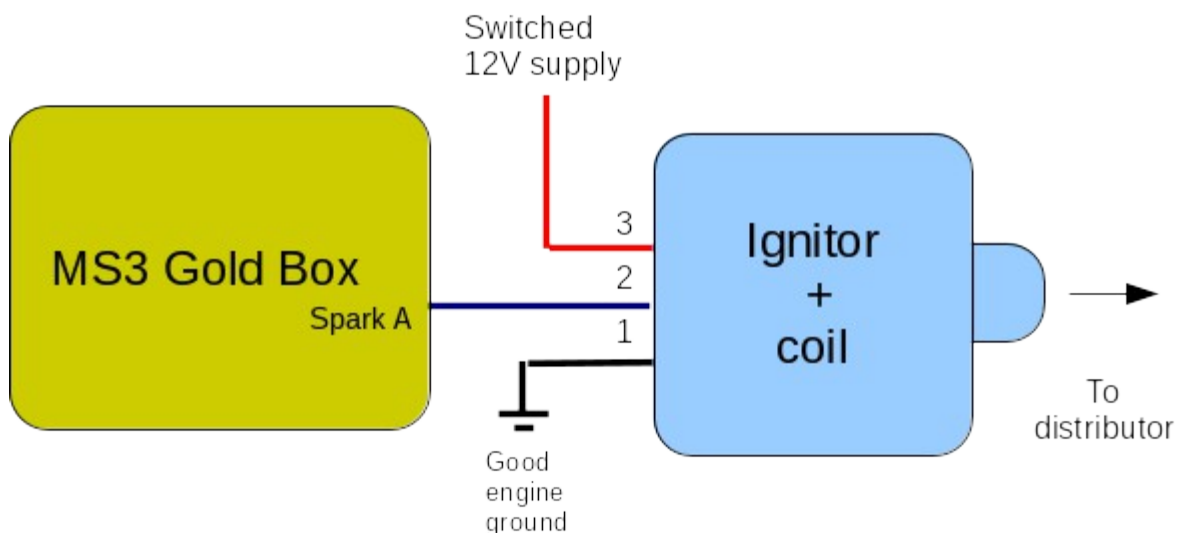 Switched
12V supply
MS3 Gold Box
Spark A
3
2
1
Ignitor
+
coil
Good
engine
ground
To
distributor